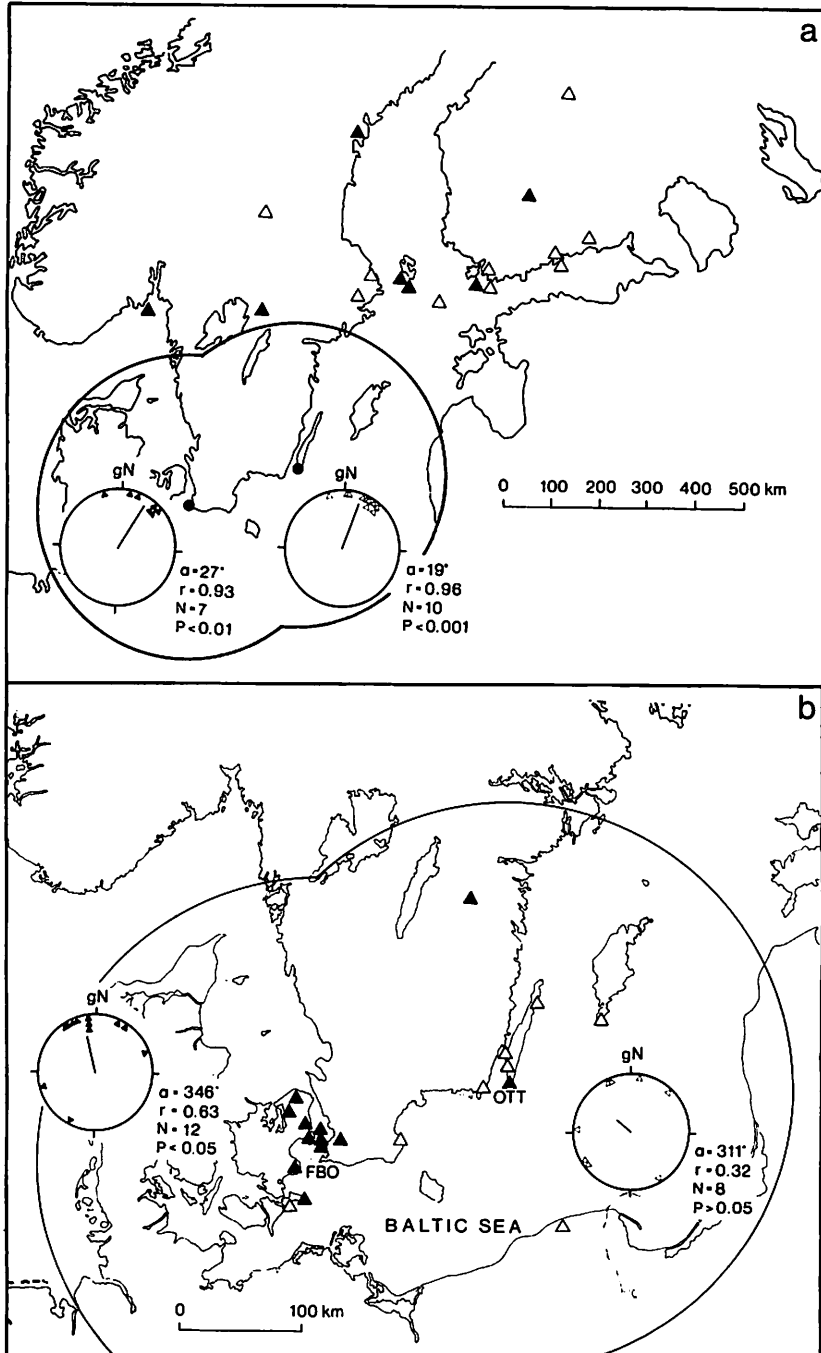 a
gN
gN
0 100 200 300 400 500 km
a=27°
r=0.93
N=7
P<0.01
a=19°
r=0.96
N=10
P<0.001
b
gN
gN
a=346°
r=0.63
N=12
P<0.05
OTT
a=311°
r=0.32
N=8
P>0.05
FBO
BALTIC SEA
0 100 km